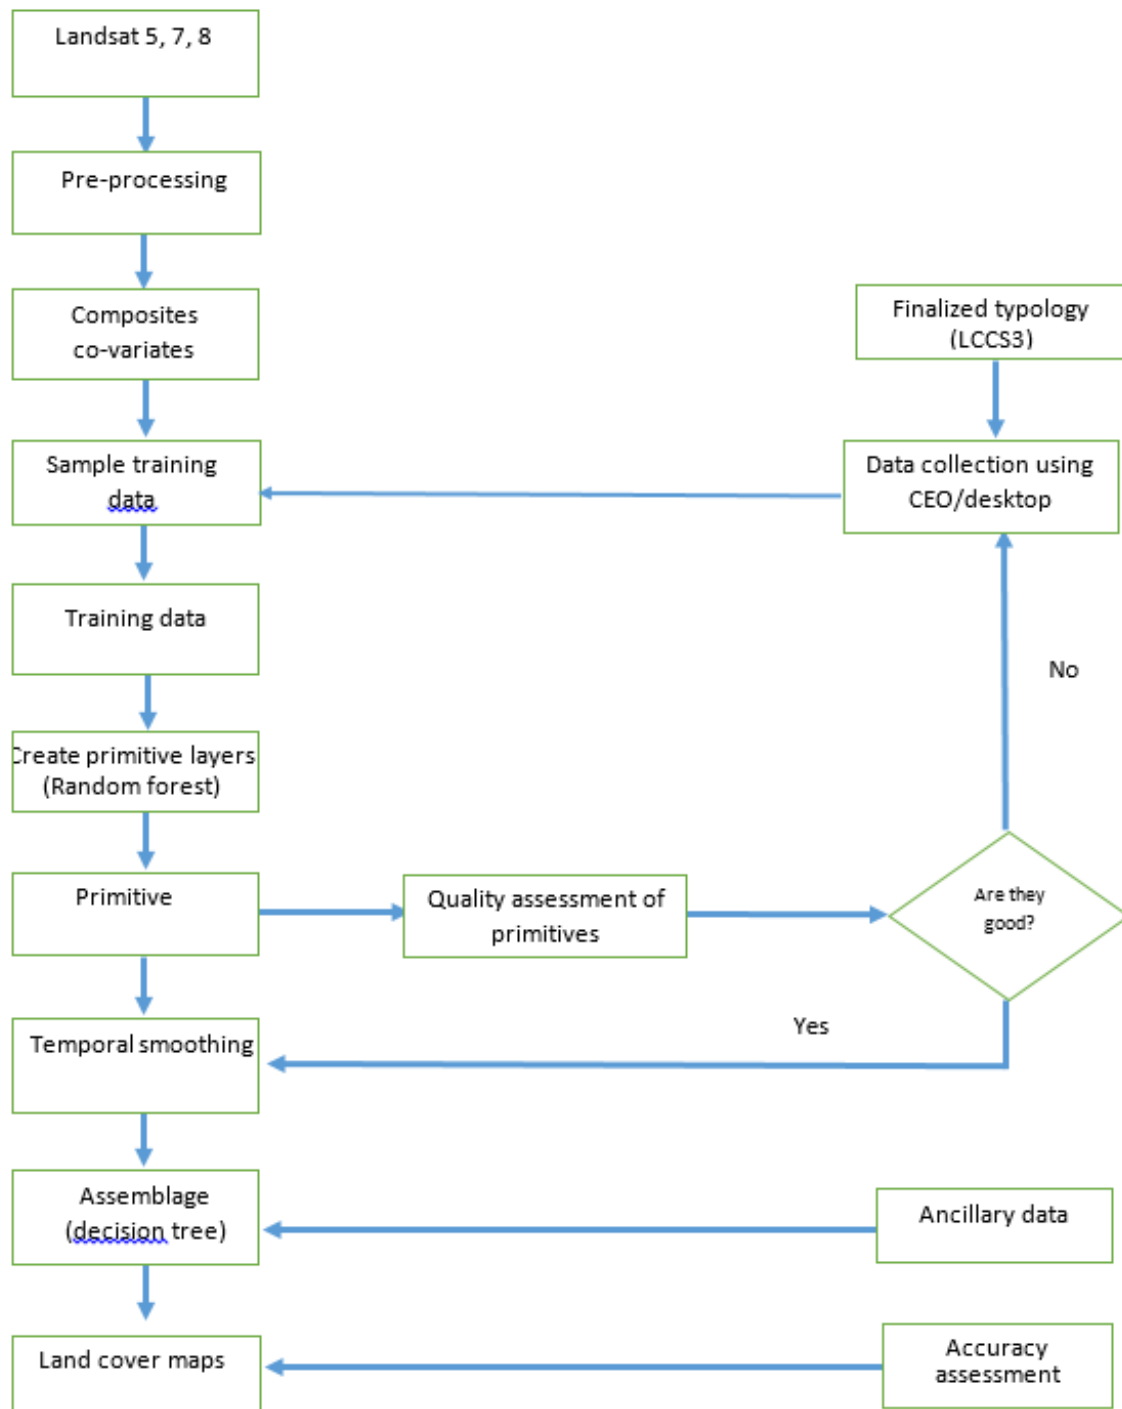 Landsat 5, 7, 8
Pre-processing
Composites
co-variates
Finalized typology
(LCCS3)
Sample training
data
Data collection using
CEO/desktop
Training data
No
Create primitive layers
(Random forest)
Primitive
Quality assessment of
primitives
Are they
good?
Temporal smoothing
Yes
Assemblage
(decision tree)
Ancillary data
Land cover maps
Accuracy
assessment